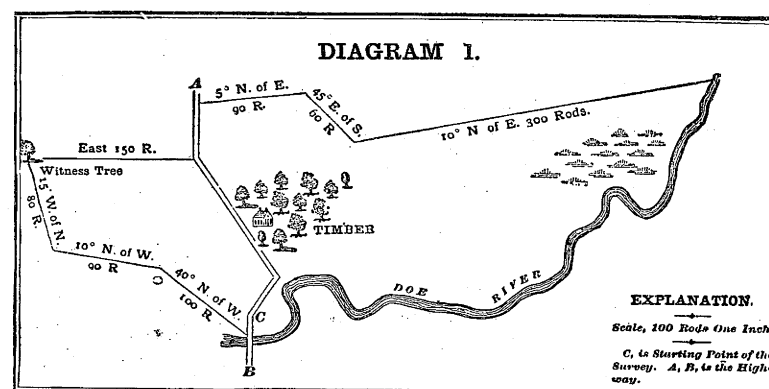 DIAGRAM 1.
A
5° N. of E.
90 R.
45° E. of S.
60 R.
10° N of E. 300 Rods.
East 150 R.
Witness Tree
15° W. of N.
80 R.
10° N. of W.
90 R
40° N. of W.
100 R.
TIMBER
C
DOE RIVER
B
EXPLANATION.
Scale, 100 Rods One Inch
C, is Starting Point of the
Survey. A, B, is the High-
way.